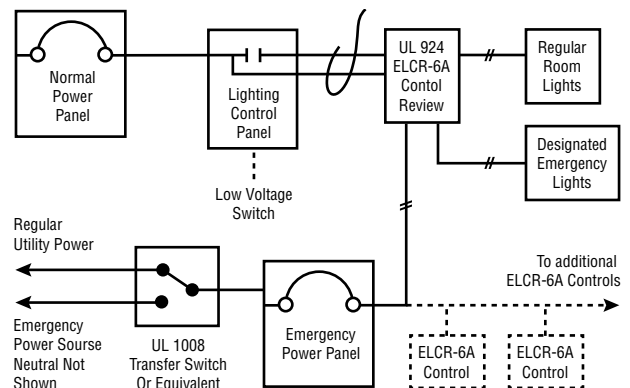 Normal
Power
Panel
Lighting
Control
Panel
UL 924
ELCR-6A
Contol
Review
Regular
Room
Lights
Designated
Emergency
Lights
Low Voltage
Switch
Regular
Utility Power
Emergency
Power Sourse
Neutral Not
Shown
UL 1008
Transfer Switch
Or Equivalent
Emergency
Power Panel
To additional
ELCR-6A Controls
ELCR-6A
Control
ELCR-6A
Control